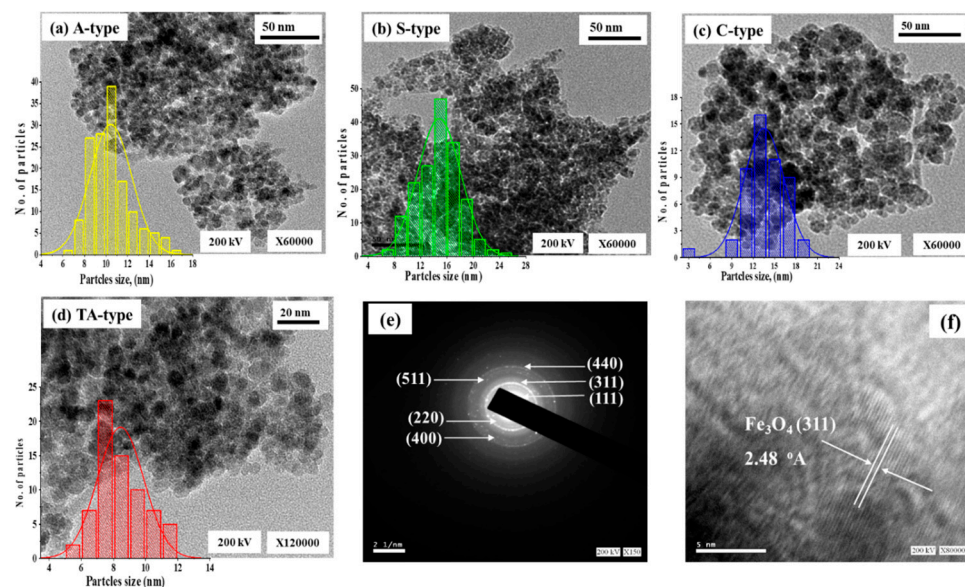 (a) A-type
50 nm
No. of particles
40
35
30
25
20
15
10
5
0
4 6 8 10 12 14 16 18
Partcles size, (nm)
200 kV
X60000
(b) S-type
50 nm
No. of particles
50
40
30
20
10
0
4 8 12 16 20 24 28
Partcles size (nm)
200 kV
X60000
(c) C-type
50 nm
No. of particles
18
15
12
9
6
3
3 6 9 12 15 18 21 24
Partcles size (nm)
200 kV
X60000
(d) TA-type
20 nm
No. of particles
25
20
15
10
5
0
4 6 8 10 12 14
Partcles size (nm)
200 kV
X120000
(e)
(440)
(511)
(311)
(111)
(220)
(400)
2 1/nm
200 kV X150
(f)
Fe₃O₄ (311)
2.48 ºA
5 nm
200 kV X80000